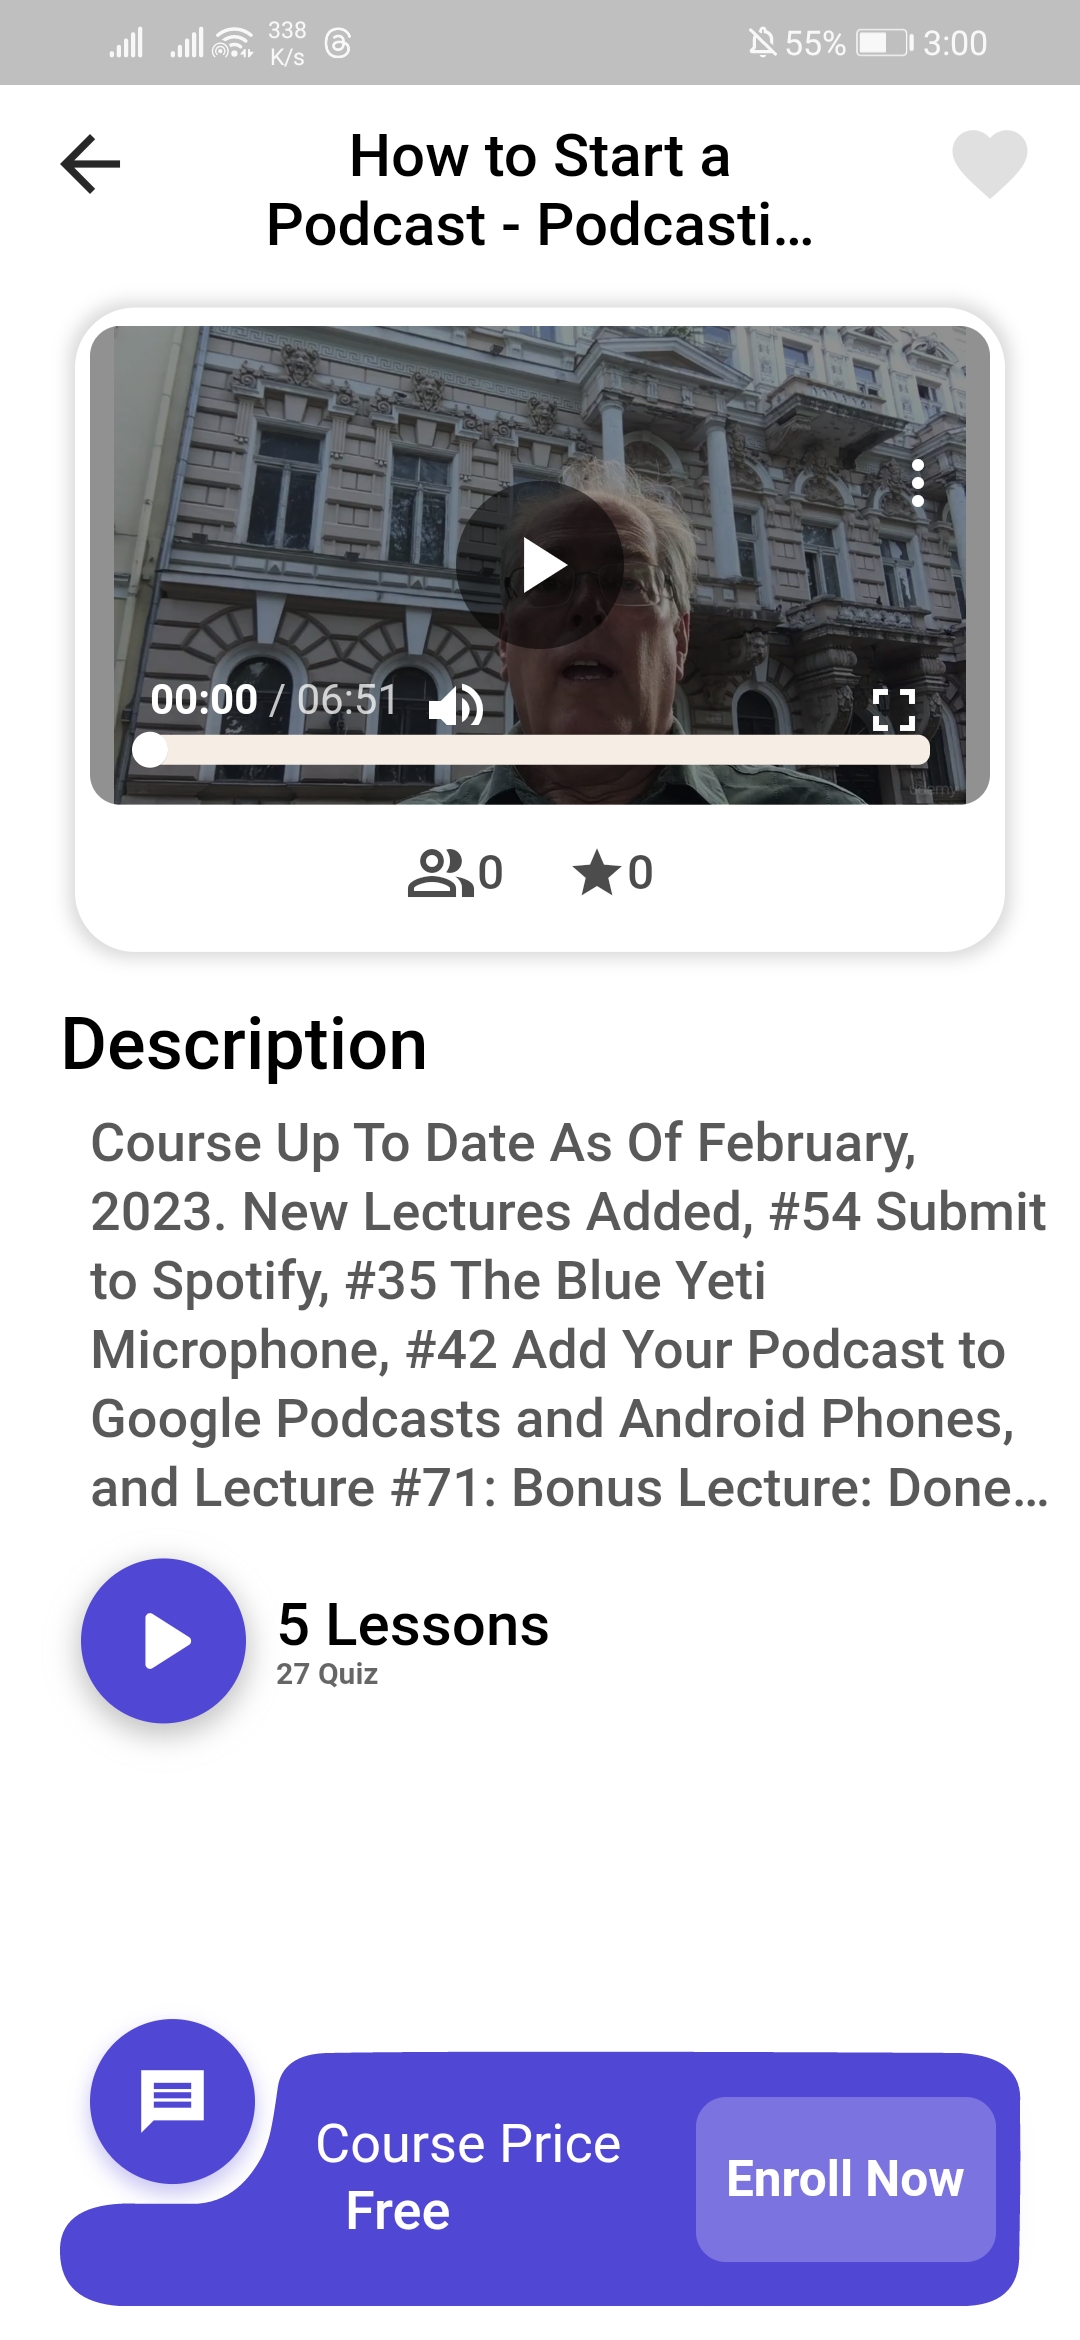 338
K/s
55%
3:00
How to Start a
Podcast - Podcasti...
00:00 / 06:51
udemy
0
0
Description
Course Up To Date As Of February,
2023. New Lectures Added, #54 Submit
to Spotify, #35 The Blue Yeti
Microphone, #42 Add Your Podcast to
Google Podcasts and Android Phones,
and Lecture #71: Bonus Lecture: Done...
5 Lessons
27 Quiz
Course Price
Free
Enroll Now